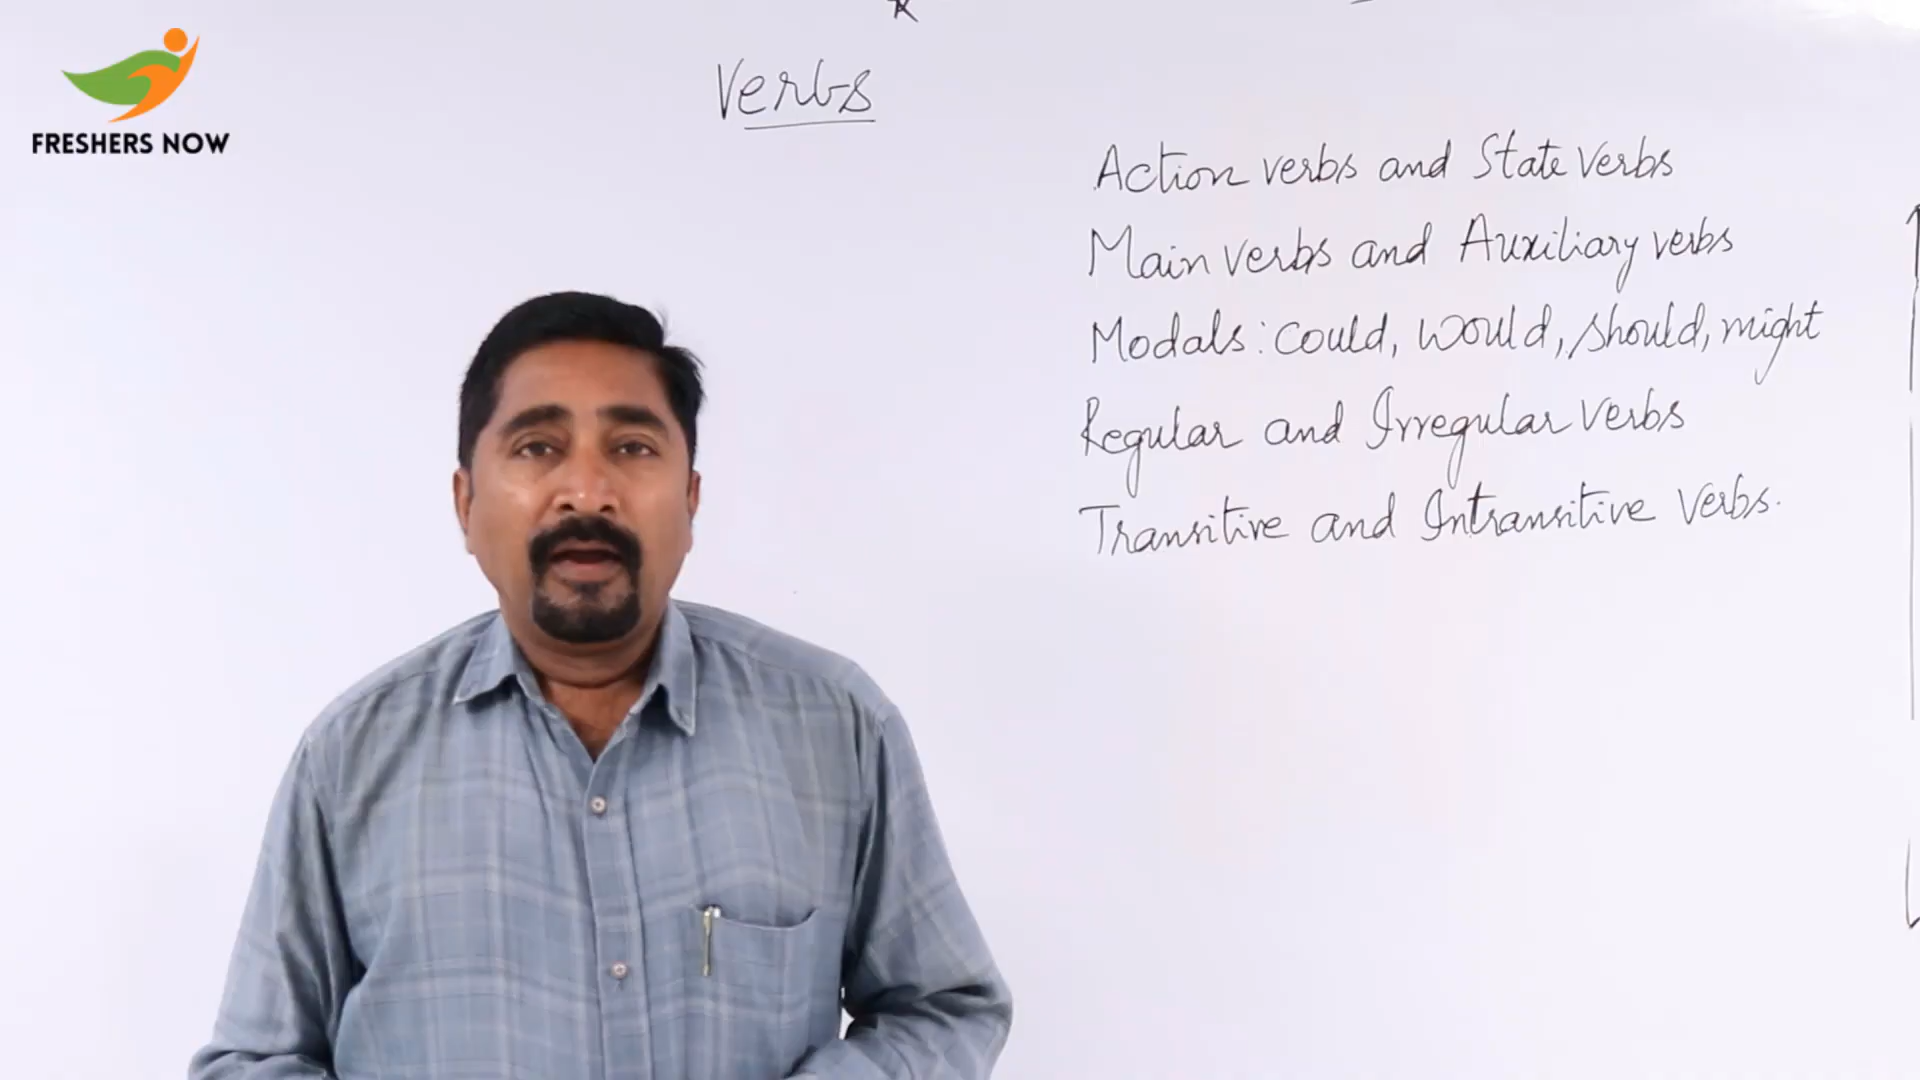 FRESHERS NOW
Verbs
Action verbs and State Verbs
Main verbs and Auxiliary verbs
Modals: could, would, should, might
Regular and Irregular Verbs
Transitive and Intransitive Verbs.